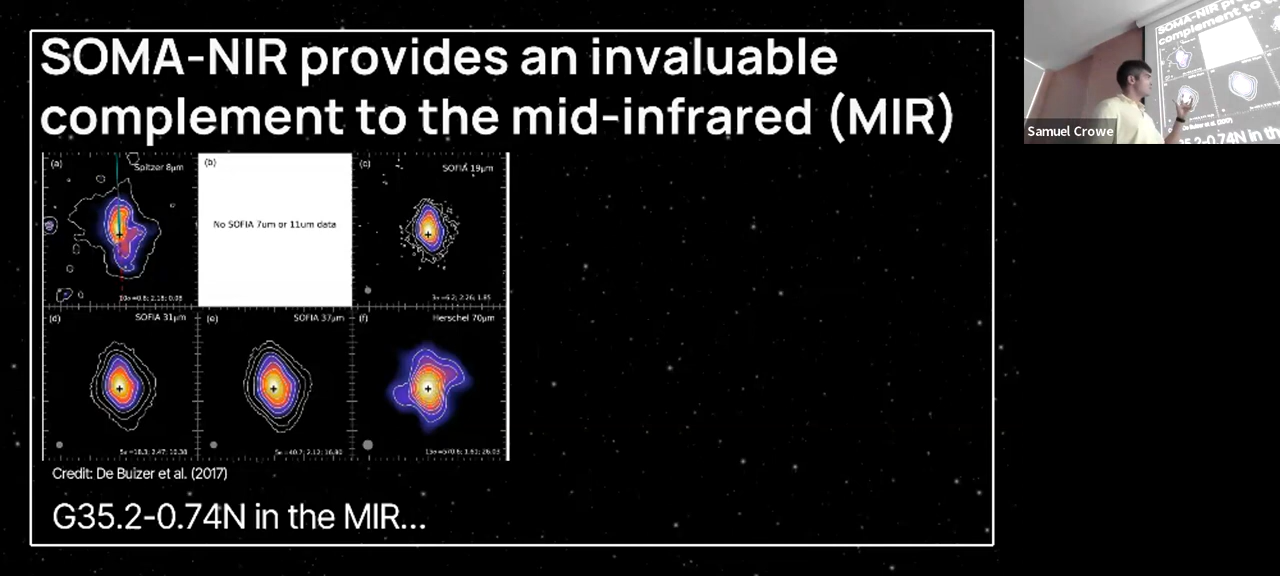 SOMA-NIR provides an invaluable
complement to the mid-infrared (MIR)
(a)
Spitzer 8μm
(b)
No SOFIA 7um or 11um data
(c)
SOFIA 19μm
(d)
SOFIA 31μm
(e)
SOFIA 37μm
(f)
Herschel 70μm
Credit: De Buizer et al. (2017)
G35.2-0.74N in the MIR...
Samuel Crowe